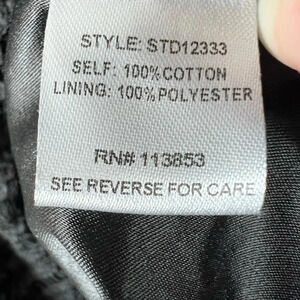 STYLE: STD12333
SELF: 100%COTTON
LINING: 100%POLYESTER
RN# 113853
SEE REVERSE FOR CARE